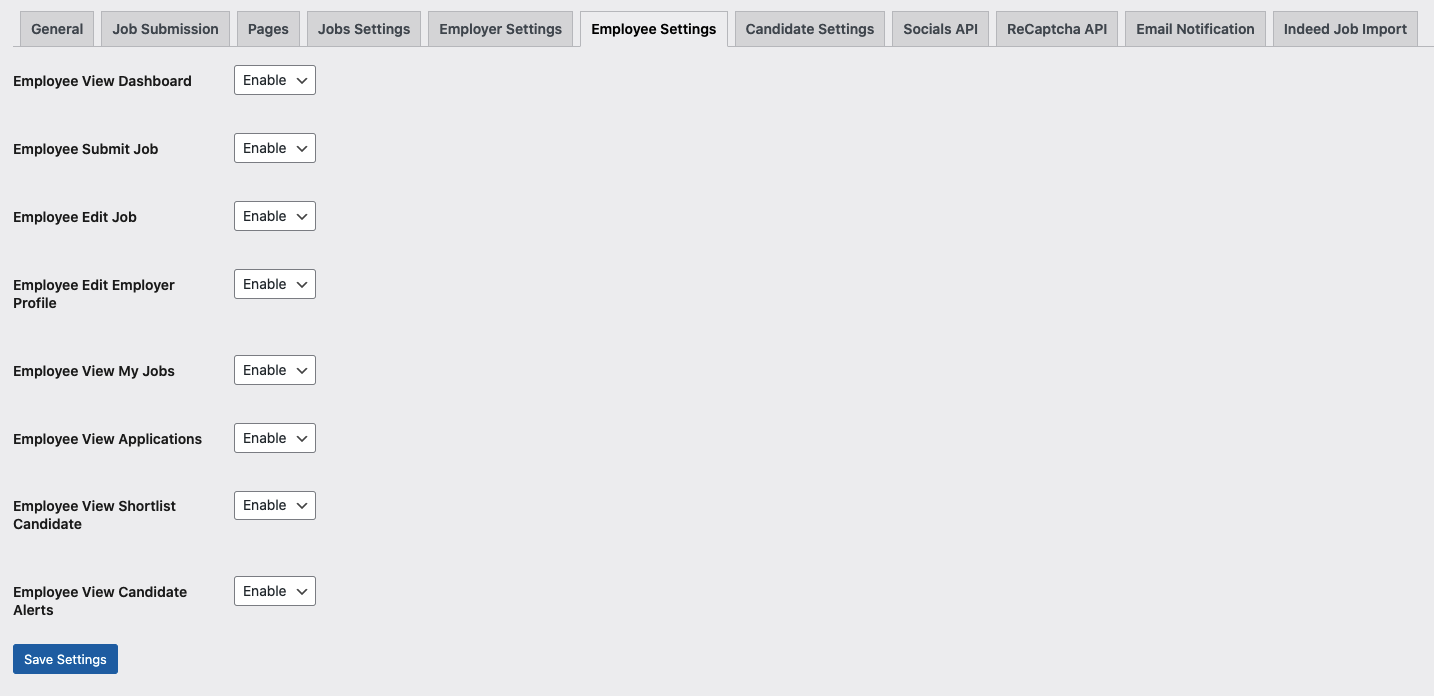 General Job Submission Pages Jobs Settings Employer Settings Employee Settings Candidate Settings Socials API ReCaptcha API Email Notification Indeed Job Import
Employee View Dashboard Enable
Employee Submit Job Enable
Employee Edit Job Enable
Employee Edit Employer Enable
Profile
Employee View My Jobs Enable
Employee View Applications Enable
Employee View Shortlist Enable
Candidate
Employee View Candidate Enable
Alerts
Save Settings